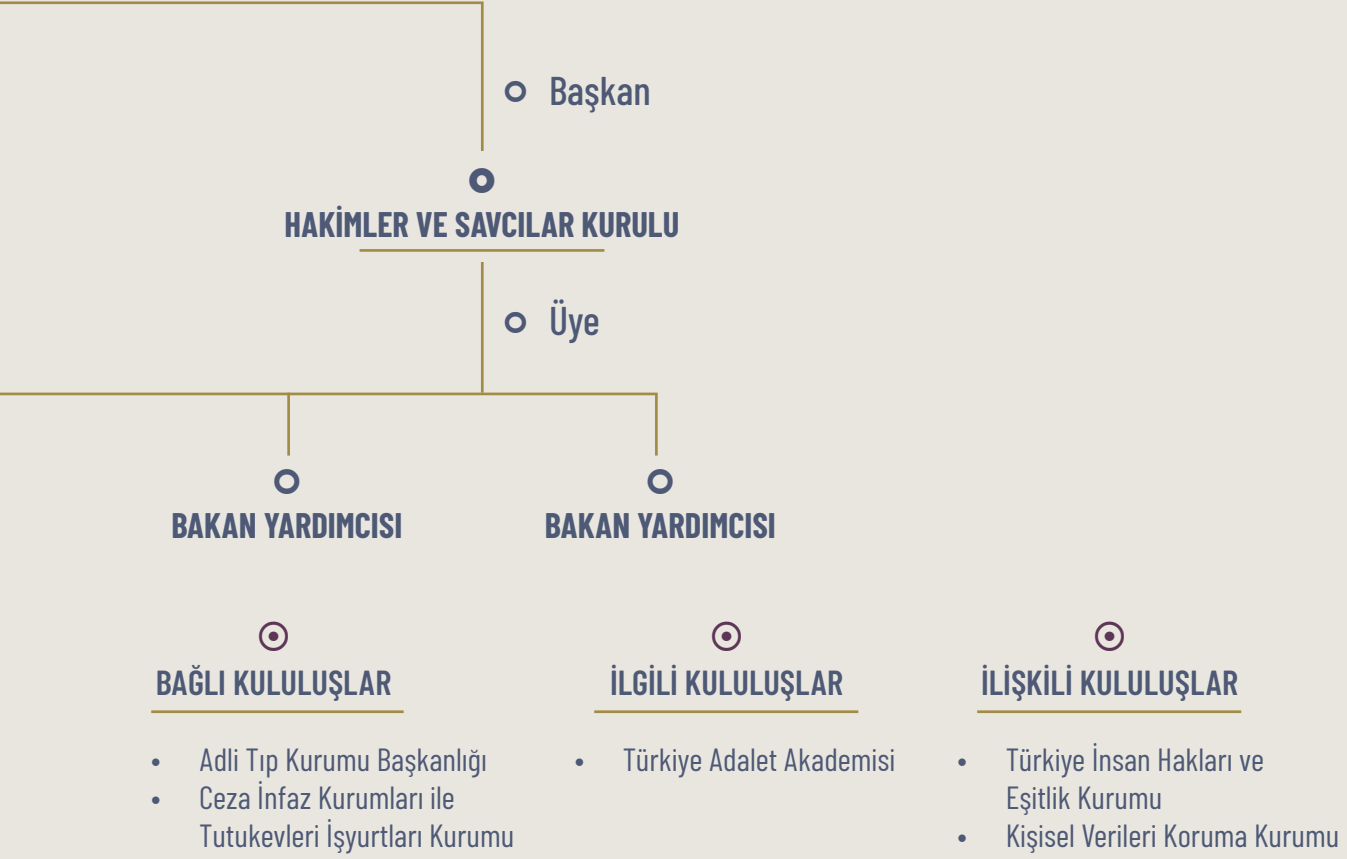 Başkan
HAKİMLER VE SAVCILAR KURULU
Üye
BAKAN YARDIMCISI
BAKAN YARDIMCISI
BAĞLI KULULUŞLAR
• Adli Tıp Kurumu Başkanlığı
• Ceza İnfaz Kurumları ile
Tutukevleri İşyurtları Kurumu
İLGİLİ KULULUŞLAR
• Türkiye Adalet Akademisi
İLİŞKİLİ KULULUŞLAR
• Türkiye İnsan Hakları ve
Eşitlik Kurumu
• Kişisel Verileri Koruma Kurumu